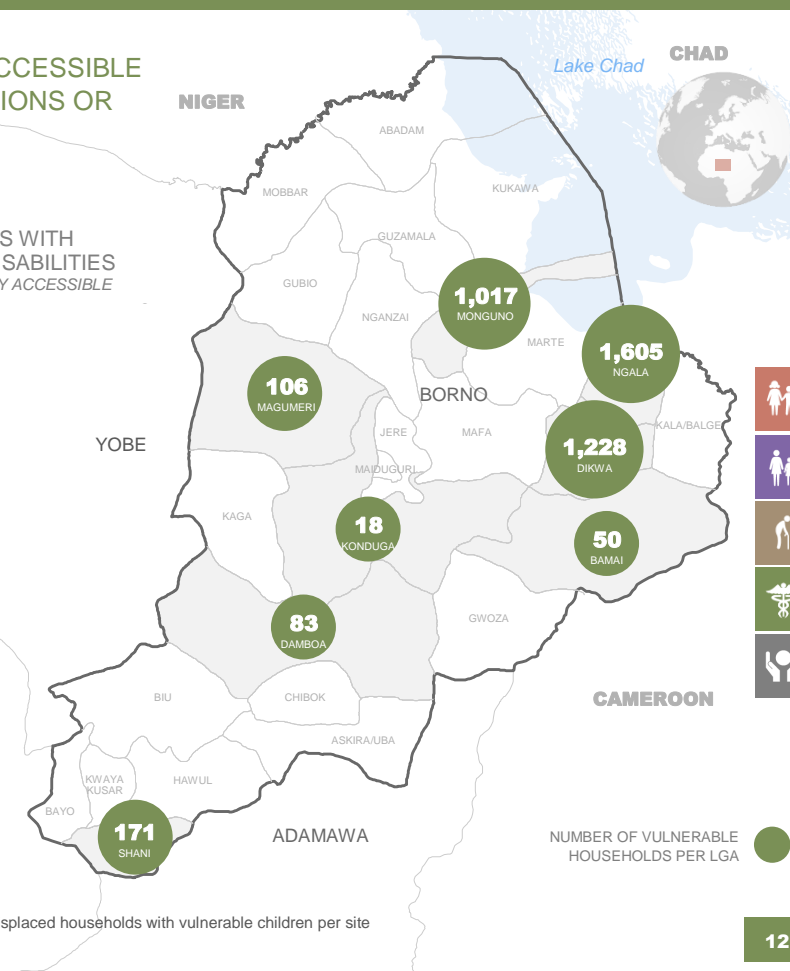 CCESSIBLE
IONS OR
NIGER
CHAD
Lake Chad
ABADAM
MOBBAR
KUKAWA
S WITH
SABILITIES
Y ACCESSIBLE
GUZAMALA
GUBIO
1,017
MONGUNO
NGANZAI
MARTE
1,605
NGALA
106
MAGUMERI
BORNO
YOBE
JERE
MAFA
KALA/BALGE
1,228
DIKWA
MAIDUGURI
KAGA
18
KONDUGA
50
BAMAI
83
DAMBOA
GWOZA
BIU
CHIBOK
CAMEROON
ASKIRA/UBA
KWAYA
KUSAR
HAWUL
BAYO
171
SHANI
ADAMAWA
NUMBER OF VULNERABLE
HOUSEHOLDS PER LGA
splaced households with vulnerable children per site
12